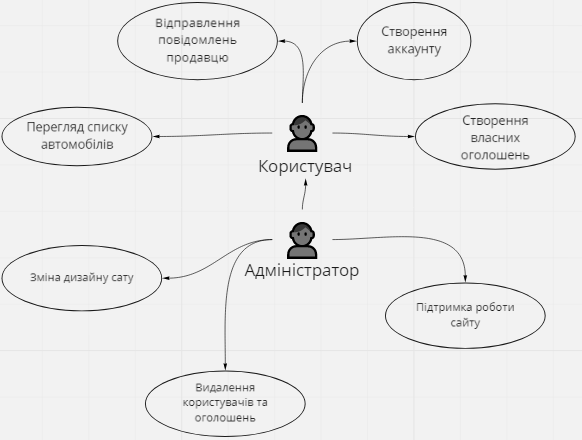 Відправлення
повідомлень
продавцю
Створення
аккаунту
Перегляд списку
автомобілів
Створення
власних
оголошень
Користувач
Адміністратор
Зміна дизайну сату
Підтримка роботи
сайту
Видалення
користувачів та
оголошень